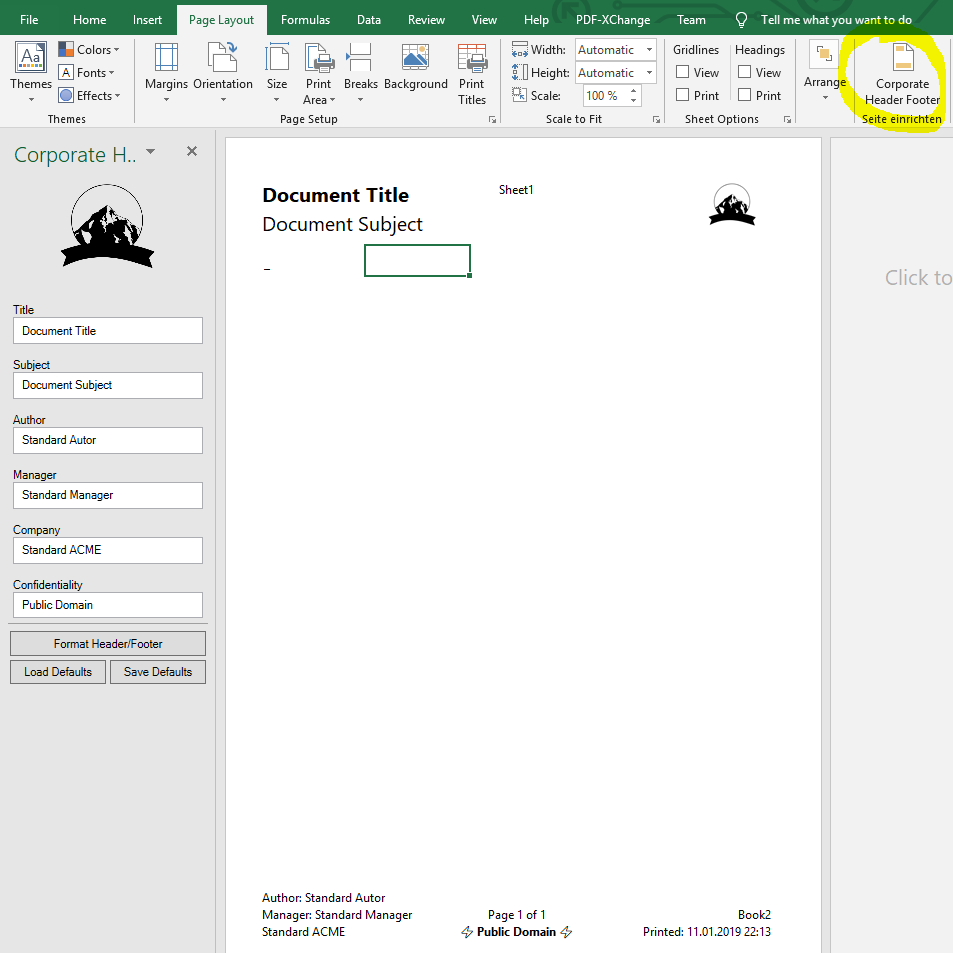 File Home Insert Page Layout Formulas Data Review View Help PDF-XChange Team Tell me what you want to do
Themes
Colors
Fonts
Effects
Themes
Margins
Orientation
Size
Print
Area
Breaks
Background
Print
Titles
Page Setup
Width: Automatic
Height: Automatic
Scale: 100 %
Scale to Fit
Gridlines
View
Print
Headings
View
Print
Sheet Options
Arrange
Corporate
Header Footer
Seite einrichten
Corporate H..
Title
Document Title
Subject
Document Subject
Author
Standard Autor
Manager
Standard Manager
Company
Standard ACME
Confidentiality
Public Domain
Format Header/Footer
Load Defaults Save Defaults
Document Title
Document Subject
Sheet1
Click to
Author: Standard Autor
Manager: Standard Manager Page 1 of 1 Book2
Standard ACME Public Domain Printed: 11.01.2019 22:13